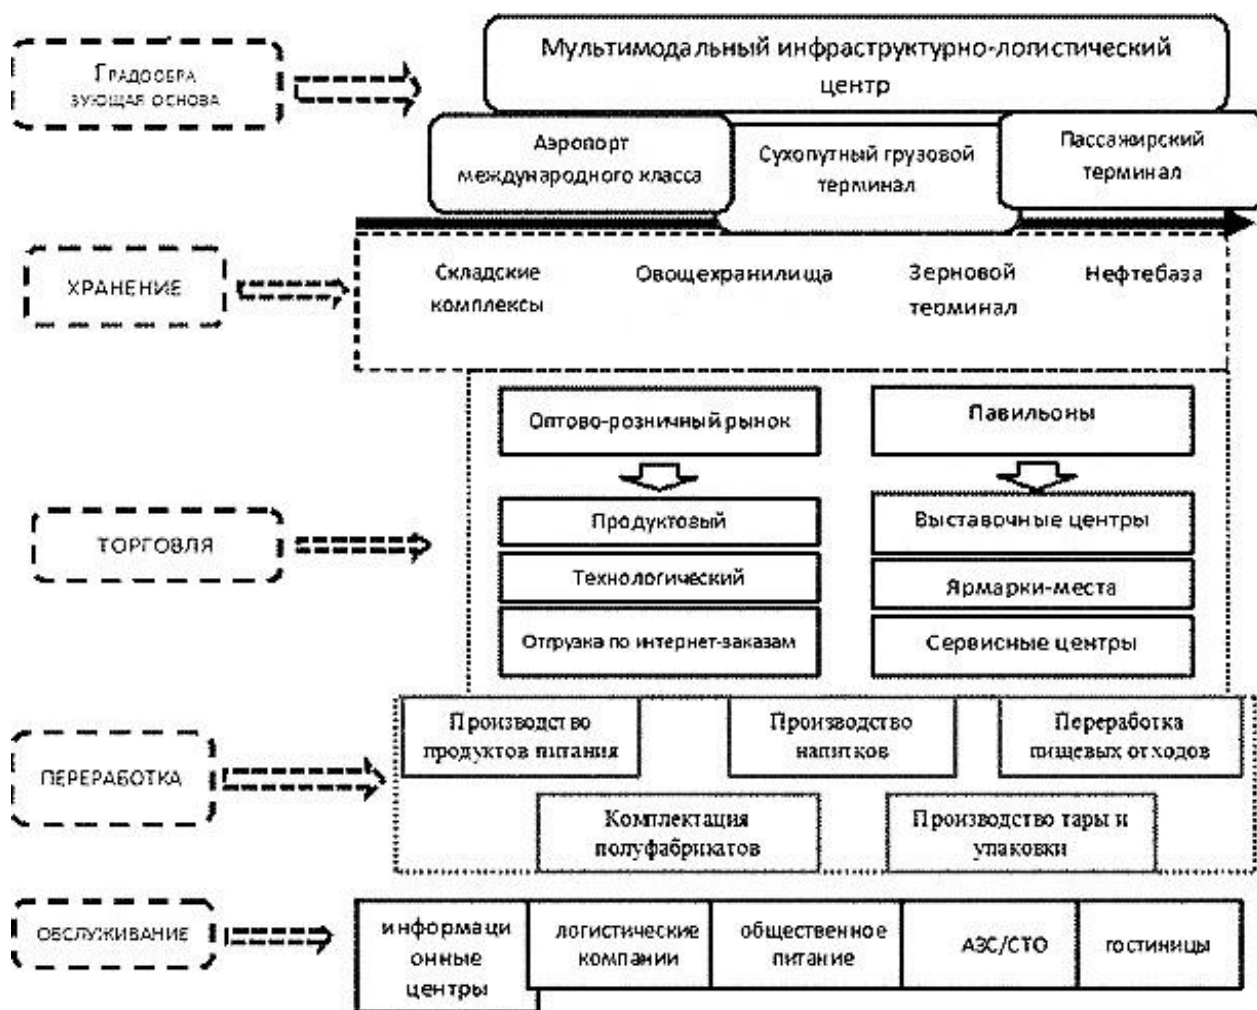 Мультимодальный инфраструктурно-логистический
центр
Градообра
зующая основа
Аэропорт
международного класса
Сухопутный грузовой
терминал
Пассажирский
терминал
ХРАНЕНИЕ
Складские
комплексы
Овощехранилища
Зерновой
терминал
Нефтебаза
Оптово-розничный рынок
Павильоны
ТОРГОВЛЯ
Продуктовый
Выставочные центры
Технологический
Ярмарки-места
Отгрузка по интернет-заказам
Сервисные центры
ПЕРЕРАБОТКА
Производство
продуктов питания
Производство
напитков
Переработка
пищевых отходов
Комплектация
полуфабрикатов
Производство тары и
упаковки
ОБСЛУЖИВАНИЕ
информаци
онные
центры
логистические
компании
общественное
питание
АЗС/СТО
гостиницы